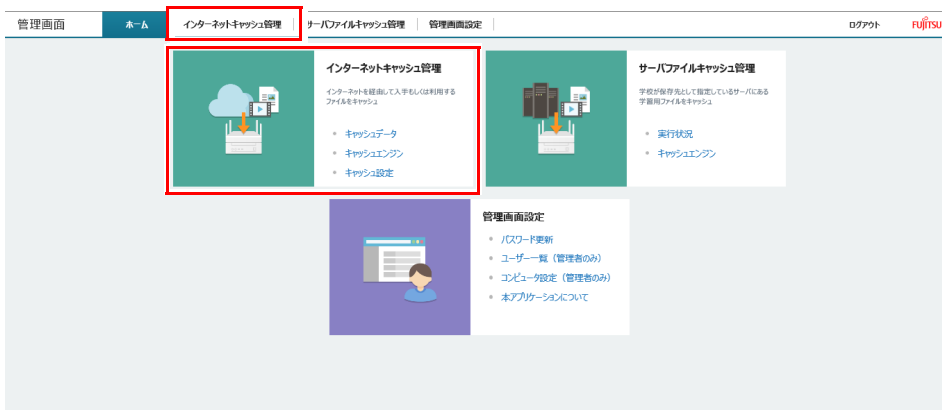 管理画面
ホーム
インターネットキャッシュ管理
サーバファイルキャッシュ管理
管理画面設定
ログアウト
FUJITSU
インターネットキャッシュ管理
インターネットを経由して入手もしくは利用する
ファイルをキャッシュ
キャッシュデータ
キャッシュエンジン
キャッシュ設定
サーバファイルキャッシュ管理
学校が保存先として指定しているサーバにある
学習用ファイルをキャッシュ
実行状況
キャッシュエンジン
管理画面設定
パスワード更新
ユーザー一覧（管理者のみ）
コンピュータ設定（管理者のみ）
本アプリケーションについて